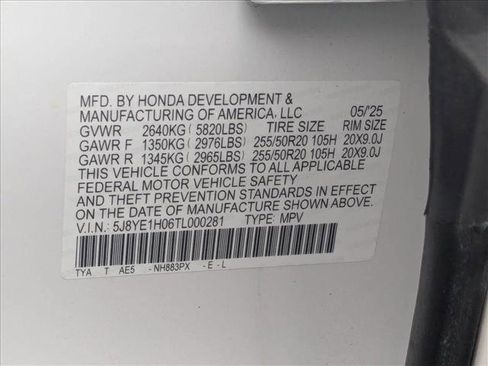 MFD. BY HONDA DEVELOPMENT &
MANUFACTURING OF AMERICA, LLC 05/25
GVWR 2640KG ( 5820LBS) TIRE SIZE RIM SIZE
GAWR F 1350KG ( 2976LBS) 255/50R20 105H 20X9.0J
GAWR R 1345KG ( 2965LBS) 255/50R20 105H 20X9.0J
THIS VEHICLE CONFORMS TO ALL APPLICABLE
FEDERAL MOTOR VEHICLE SAFETY
AND THEFT PREVENTION STANDARDS IN EFFECT
ON THE DATE OF MANUFACTURE SHOWN ABOVE.
V.I.N.: 5J8YE1H06TL000281 TYPE: MPV
TYA T AE5 - NH883PX - E - L